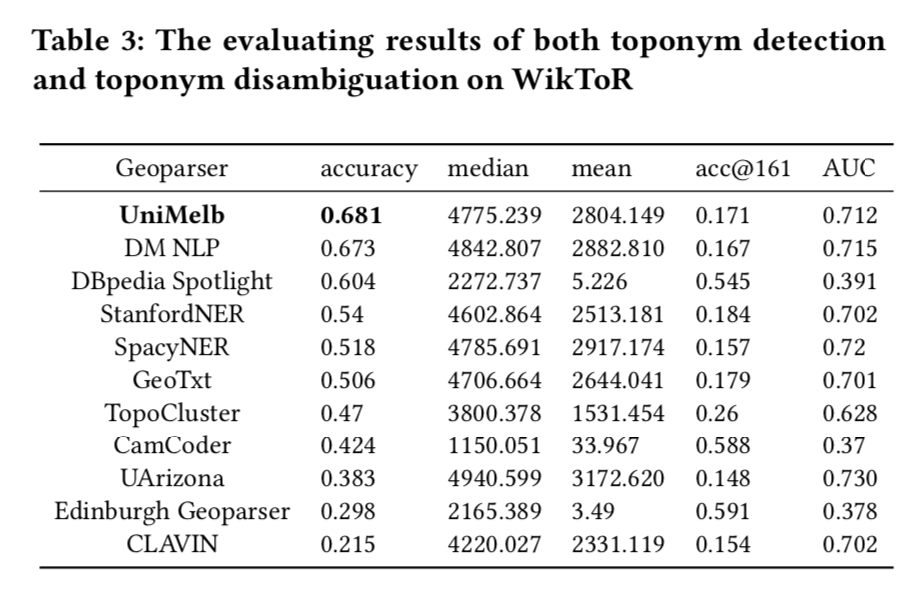 Table 3: The evaluating results of both toponym detection
and toponym disambiguation on WikToR
Geoparser accuracy median mean acc@161 AUC
UniMelb 0.681 4775.239 2804.149 0.171 0.712
DM NLP 0.673 4842.807 2882.810 0.167 0.715
DBpedia Spotlight 0.604 2272.737 5.226 0.545 0.391
StanfordNER 0.54 4602.864 2513.181 0.184 0.702
SpacyNER 0.518 4785.691 2917.174 0.157 0.72
GeoTxt 0.506 4706.664 2644.041 0.179 0.701
TopoCluster 0.47 3800.378 1531.454 0.26 0.628
CamCoder 0.424 1150.051 33.967 0.588 0.37
UArizona 0.383 4940.599 3172.620 0.148 0.730
Edinburgh Geoparser 0.298 2165.389 3.49 0.591 0.378
CLAVIN 0.215 4220.027 2331.119 0.154 0.702